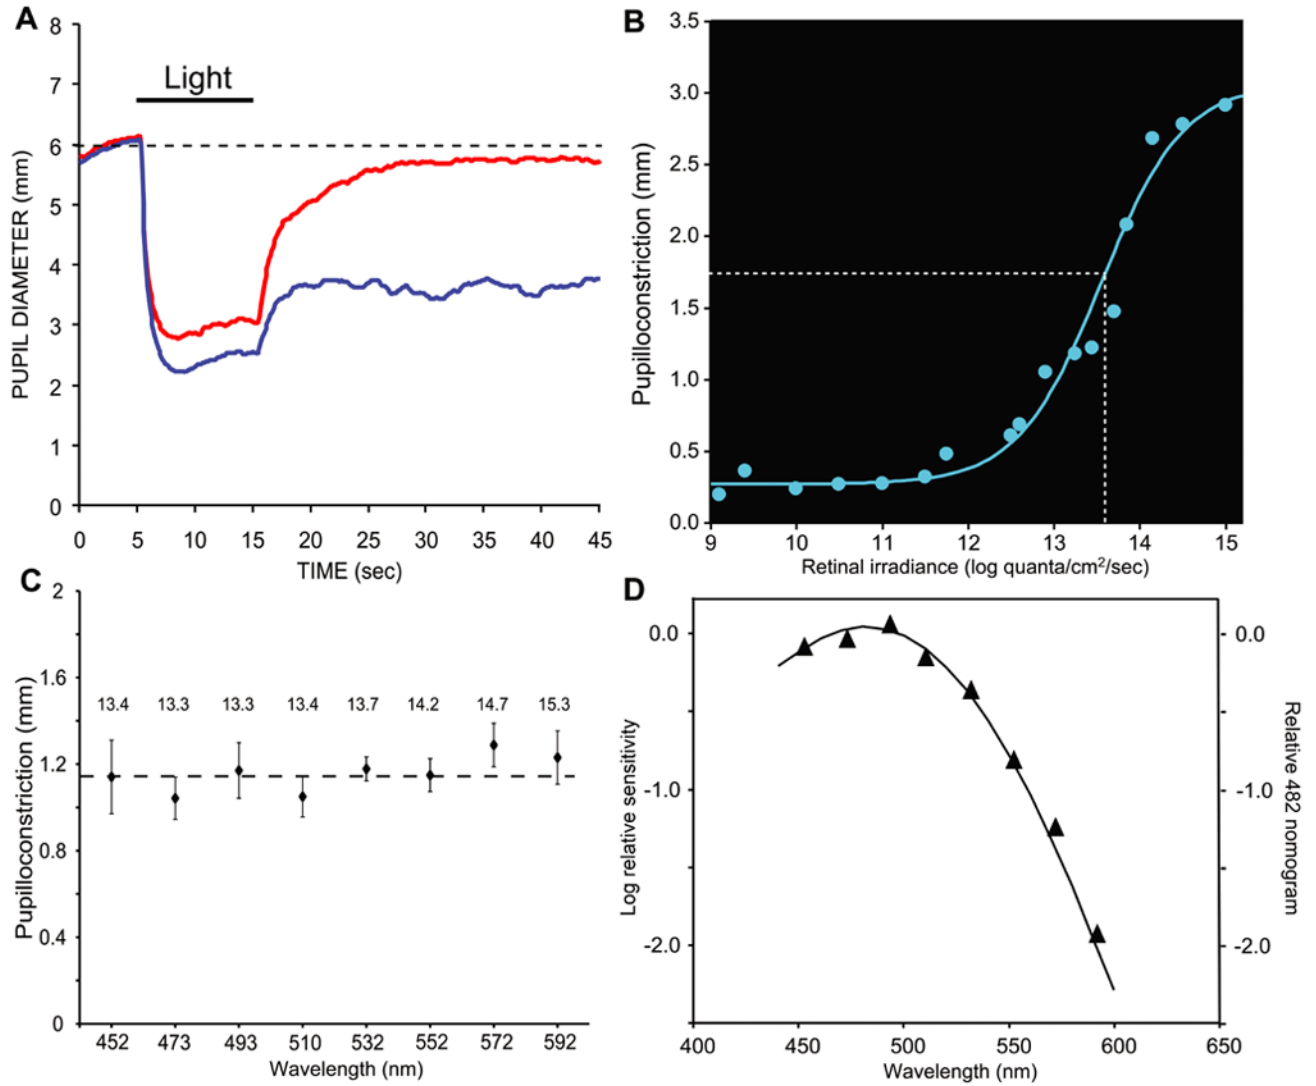 A
8
7
6
5
4
3
2
1
0
PUPIL DIAMETER (mm)
Light
0 5 10 15 20 25 30 35 40 45
TIME (sec)
B
3.5
3.0
2.5
2.0
1.5
1.0
0.5
0.0
Pupilloconstriction (mm)
9 10 11 12 13 14 15
Retinal irradiance (log quanta/cm²/sec)
C
2
1.6
1.2
0.8
0.4
0
Pupilloconstriction (mm)
13.4 13.3 13.3 13.4 13.7 14.2 14.7 15.3
452 473 493 510 532 552 572 592
Wavelength (nm)
D
0.0
-1.0
-2.0
Log relative sensitivity
0.0
-1.0
-2.0
Relative 482 nomogram
400 450 500 550 600 650
Wavelength (nm)